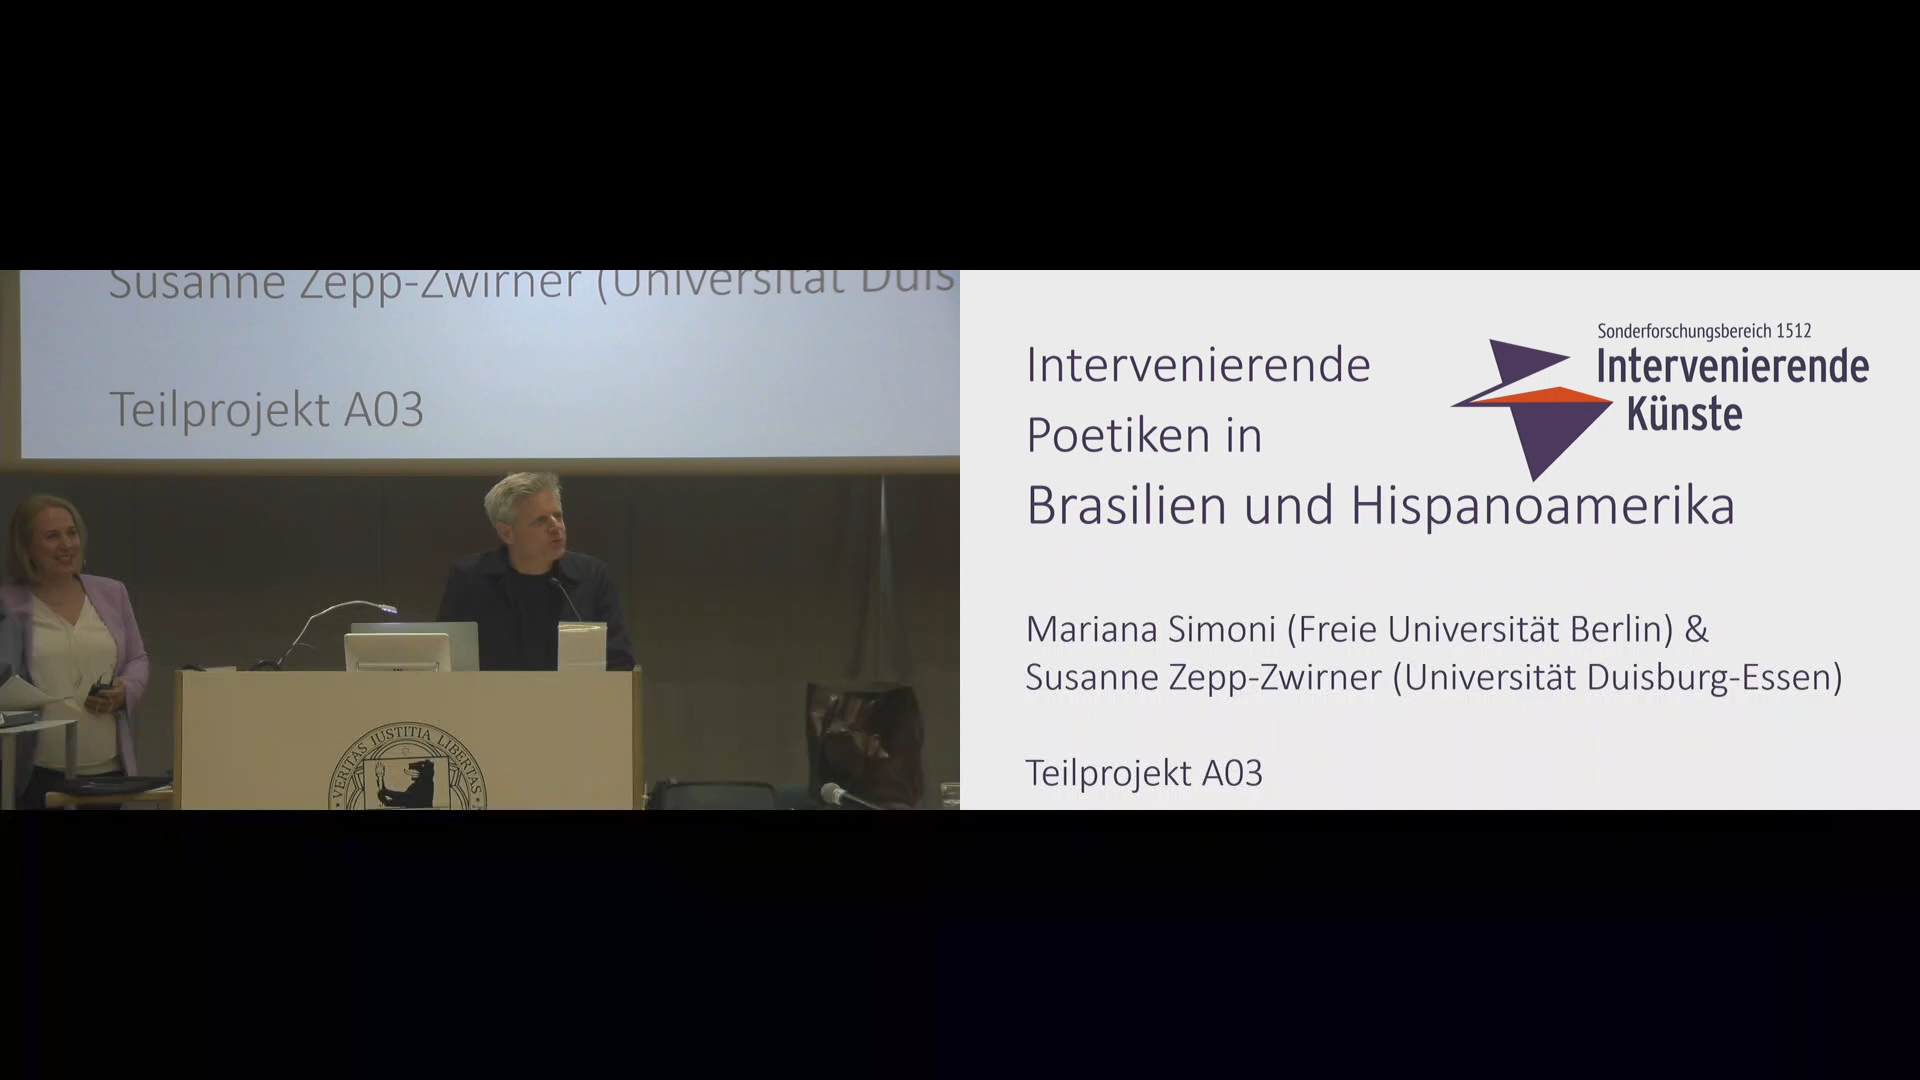 Susanne Zepp-Zwirner (Universität Duis
Teilprojekt A03
VERITAS IUSTITIA LIBERTAS
Sonderforschungsbereich 1512
Intervenierende
Künste
Intervenierende
Poetiken in
Brasilien und Hispanoamerika
Mariana Simoni (Freie Universität Berlin) &
Susanne Zepp-Zwirner (Universität Duisburg-Essen)
Teilprojekt A03